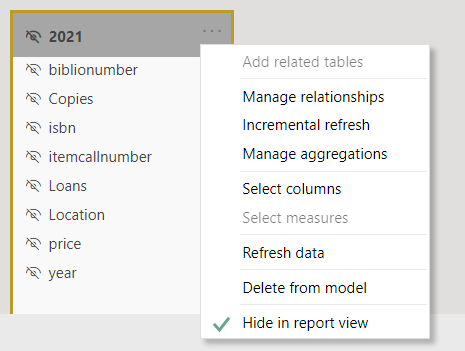 2021
biblionumber
Copies
isbn
itemcallnumber
Loans
Location
price
year
Add related tables
Manage relationships
Incremental refresh
Manage aggregations
Select columns
Select measures
Refresh data
Delete from model
Hide in report view